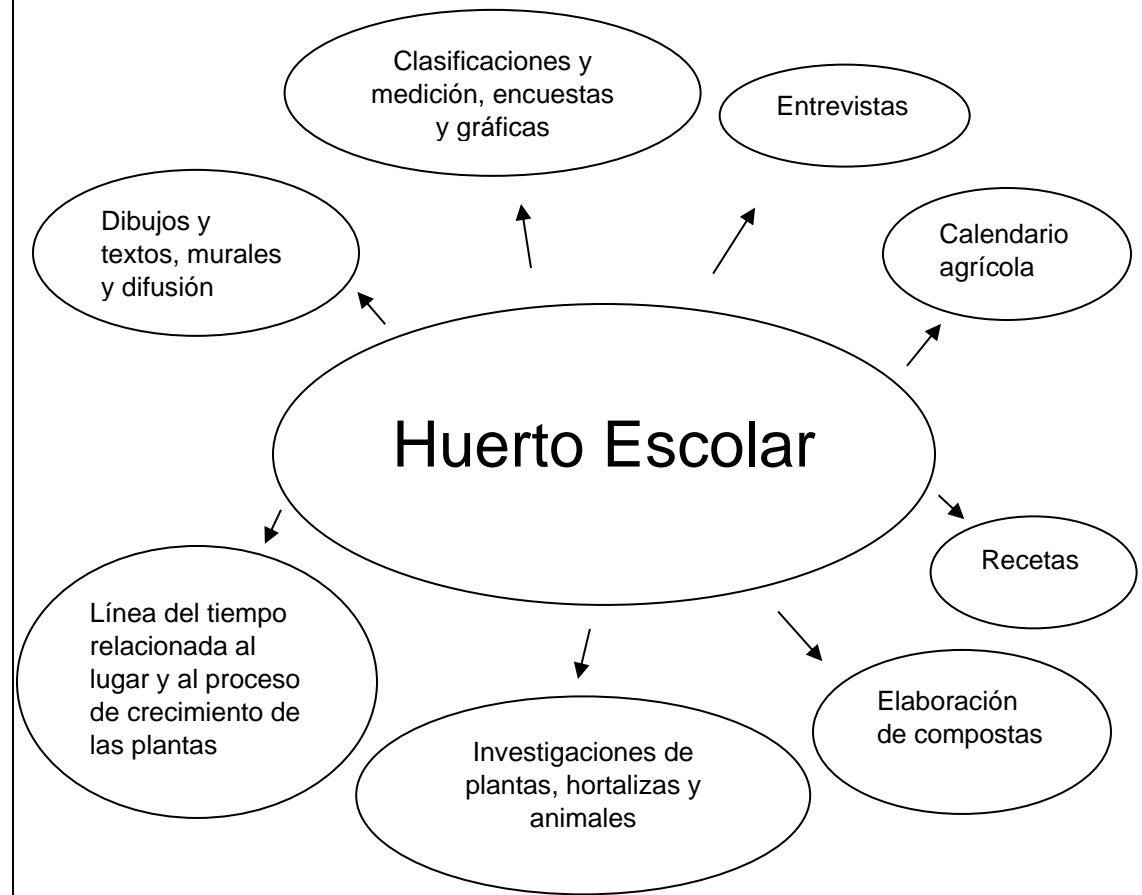 Clasificaciones y
medición, encuestas
y gráficas
Entrevistas
Dibujos y
textos, murales
y difusión
Calendario
agrícola
Huerto Escolar
Recetas
Línea del tiempo
relacionada al
lugar y al proceso
de crecimiento de
las plantas
Elaboración
de compostas
Investigaciones de
plantas, hortalizas y
animales